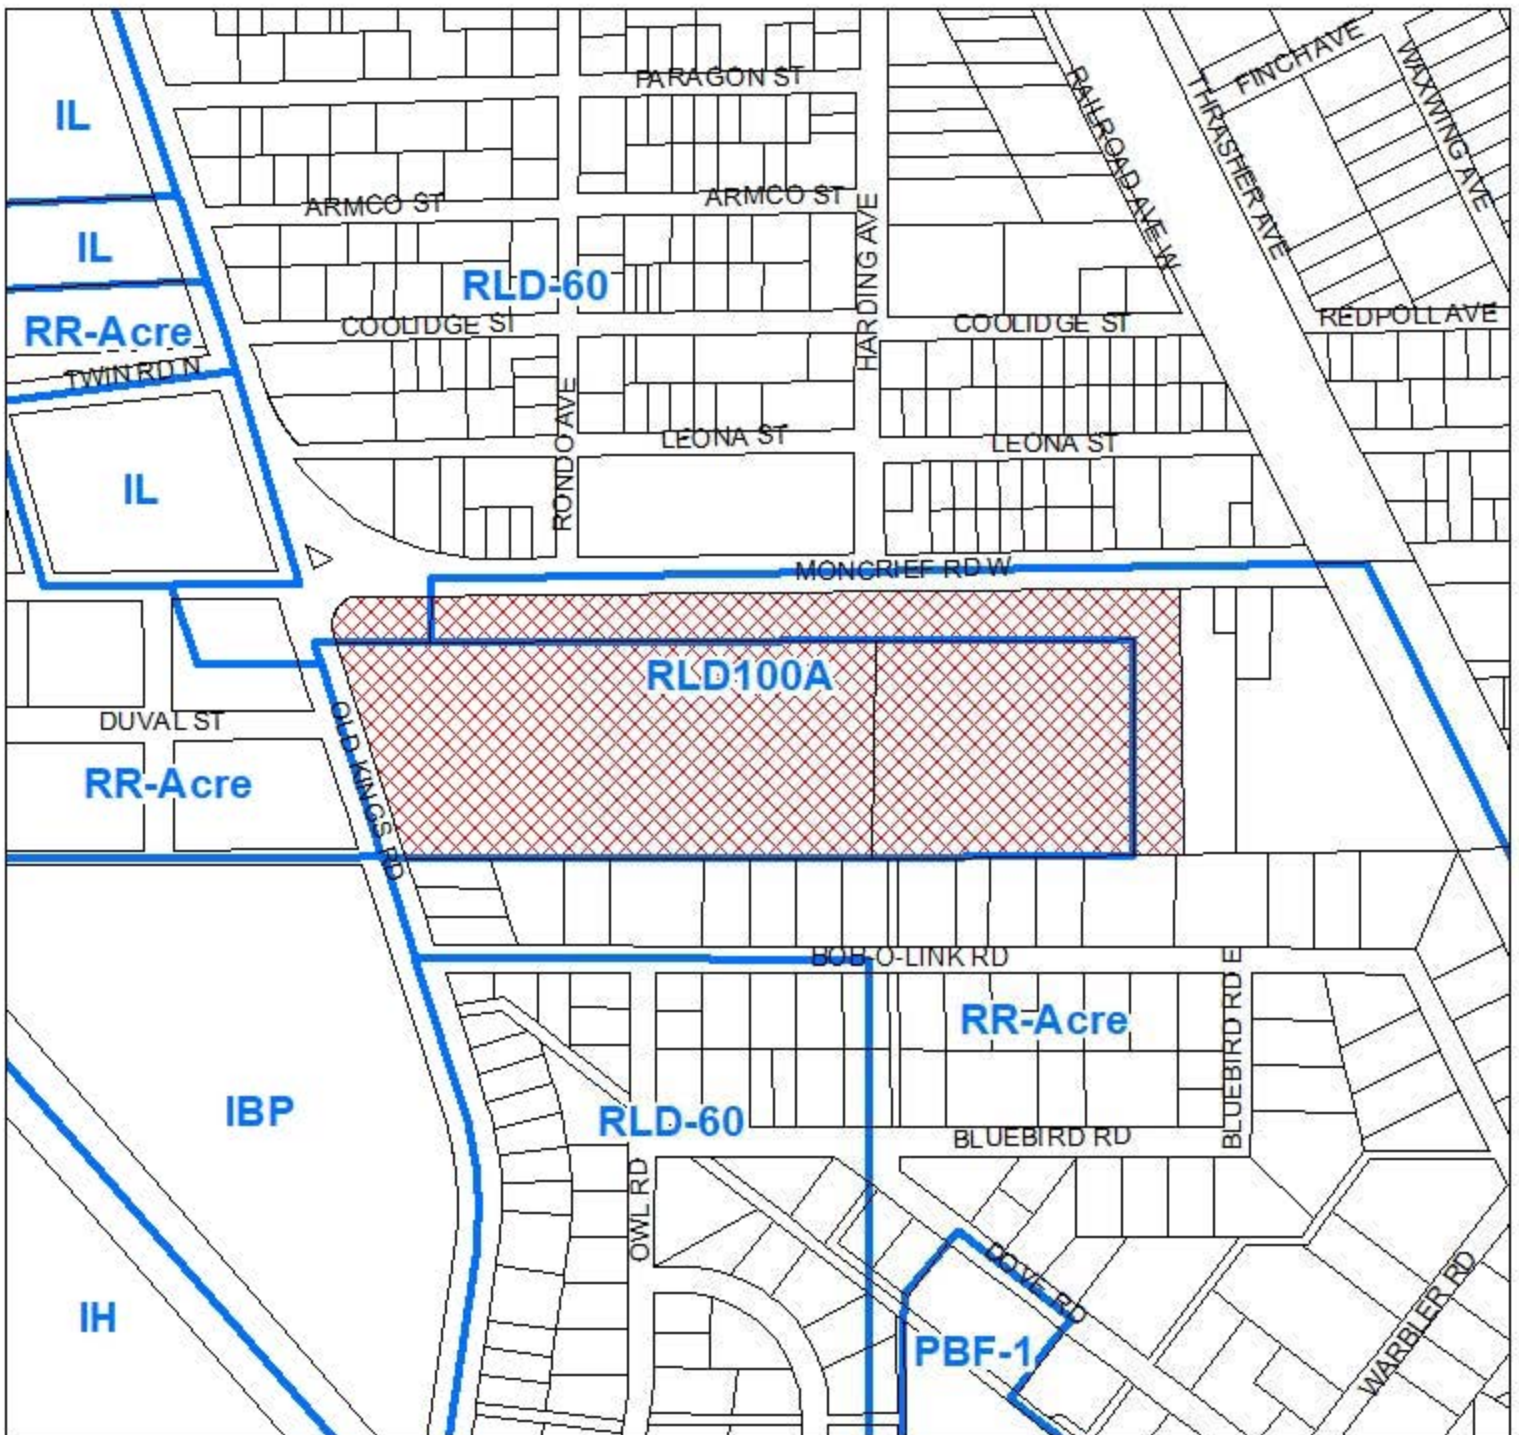 FINCH AVE
WAXWING AVE
PARAGON ST
RAILROAD AVE W
THRASHER AVE
IL
ARMCO ST
ARMCO ST
HARDING AVE
IL
RLD-60
RR-Acre
COOLIDGE ST
COOLIDGE ST
REDPOLL AVE
TWIN RD N
RONDO AVE
LEONA ST
LEONA ST
IL
MONCRIEF RD W
RLD100A
OLD KINGS RD
DUVAL ST
RR-Acre
BOB-O-LINK RD
BLUEBIRD RD E
RR-Acre
IBP
RLD-60
BLUEBIRD RD
OWL RD
DOVE RD
WARBLER RD
IH
PBF-1